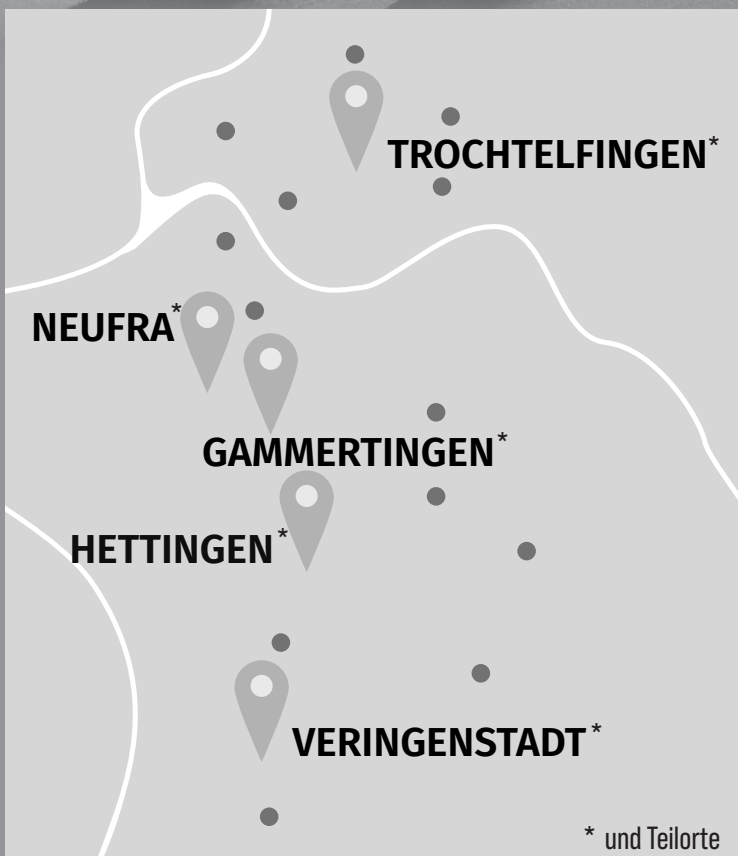 TROCHTELFINGEN*
NEUFRA*
GAMMERTINGEN*
HETTINGEN*
VERINGENSTADT*
* und Teilorte